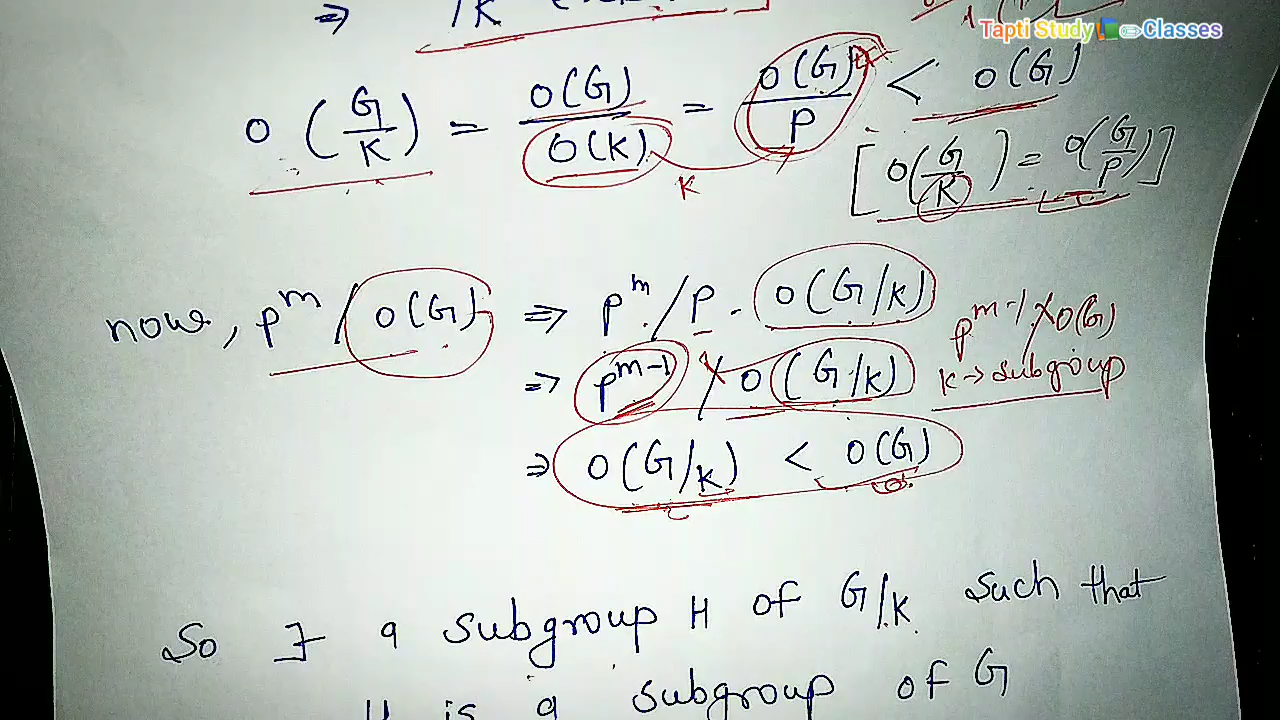 ⇒ /K
Tapti Study Classes
O(G/K) = O(G)/O(K) = O(G)/P < O(G)
K
[O(G/K) = O(G/P)]
now, p^m / O(G) ⇒ p^m / P . O(G/K)
p^m-1 ∤ O(G)
⇒ p^m-1 ∤ O(G/K)
K → subgroup
⇒ O(G/K) < O(G)
So ∃ a subgroup H of G/K such that
H is a subgroup of G